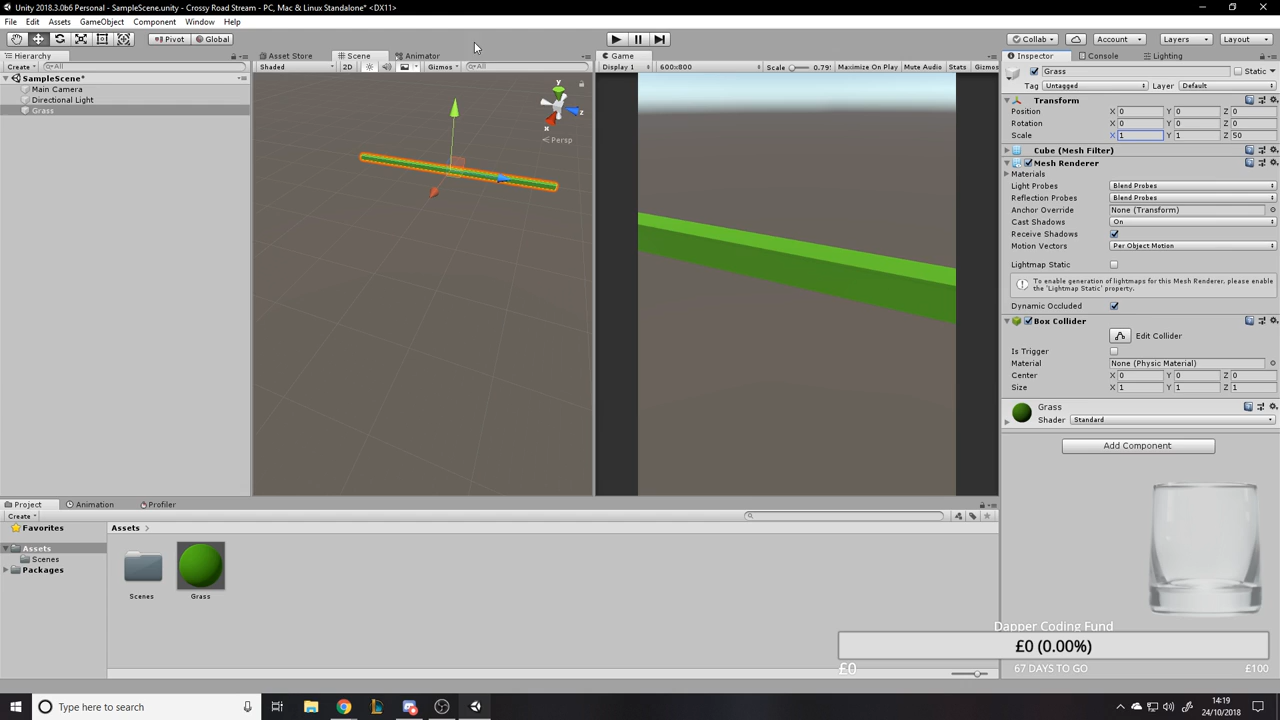 Unity 2018.3.0b6 Personal - SampleScene.unity - Crossy Road Stream - PC, Mac & Linux Standalone* <DX11>
File Edit Assets GameObject Component Window Help
Pivot Global Collab Account Layers Layout
Hierarchy
Create All
SampleScene*
Main Camera
Directional Light
Grass
Asset Store Scene Animator
Shaded 2D Gizmos All
y
z
x
Persp
Game
Display 1 600x800 Scale 0.79 Maximize On Play Mute Audio Stats Gizmos
Inspector Console Lighting
Grass Static
Tag Untagged Layer Default
Transform
Position X 0 Y 0 Z 0
Rotation X 0 Y 0 Z 0
Scale X 1 Y 1 Z 50
Cube (Mesh Filter)
Mesh Renderer
Materials
Light Probes Blend Probes
Reflection Probes Blend Probes
Anchor Override None (Transform)
Cast Shadows On
Receive Shadows
Motion Vectors Per Object Motion
Lightmap Static
To enable generation of lightmaps for this Mesh Renderer, please enable
the 'Lightmap Static' property.
Dynamic Occluded
Box Collider
Edit Collider
Is Trigger
Material None (Physic Material)
Center X 0 Y 0 Z 0
Size X 1 Y 1 Z 1
Grass
Shader Standard
Add Component
Project Animation Profiler
Create
Favorites
Assets
Scenes
Packages
Assets
Scenes Grass
Dapper Coding Fund
£0 (0.00%)
£0 67 DAYS TO GO £100
Type here to search
14:19
24/10/2018